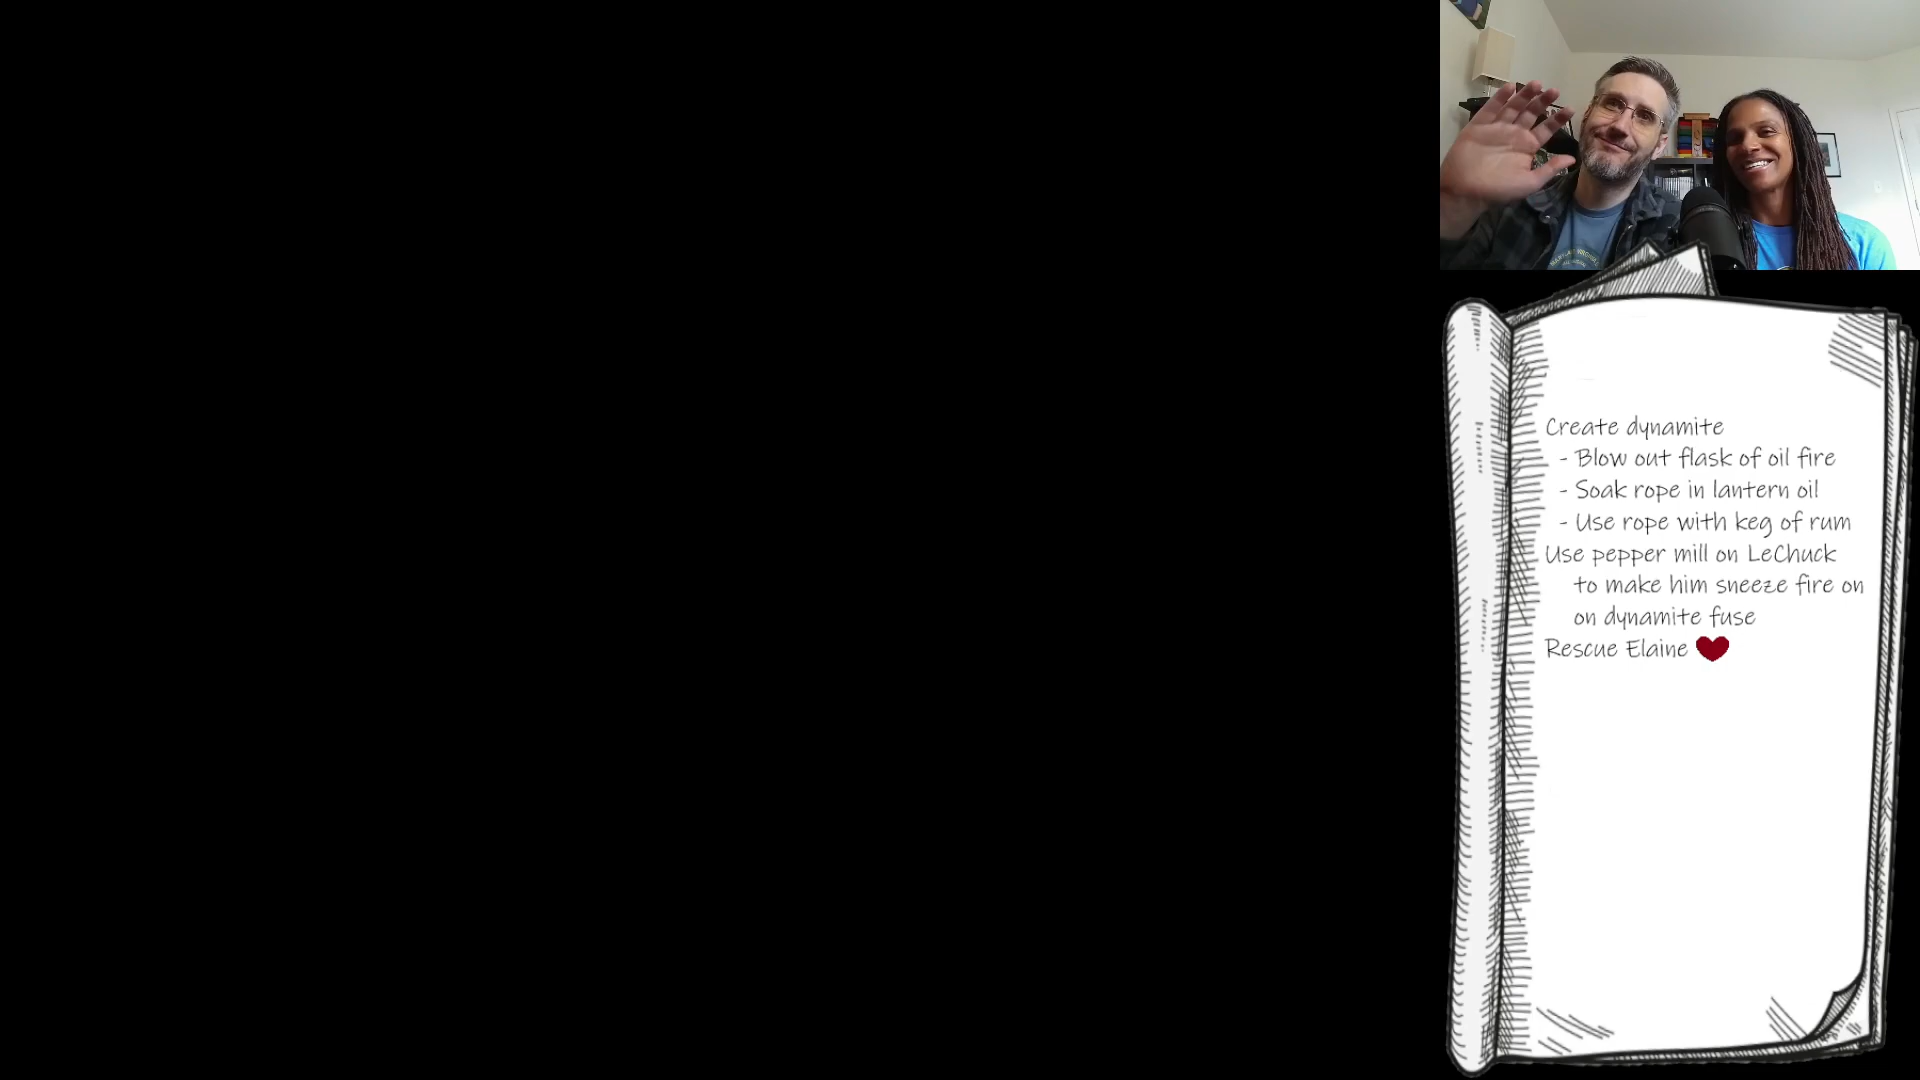 Create dynamite
- Blow out flask of oil fire
- Soak rope in lantern oil
- Use rope with keg of rum
Use pepper mill on LeChuck
to make him sneeze fire on
on dynamite fuse
Rescue Elaine